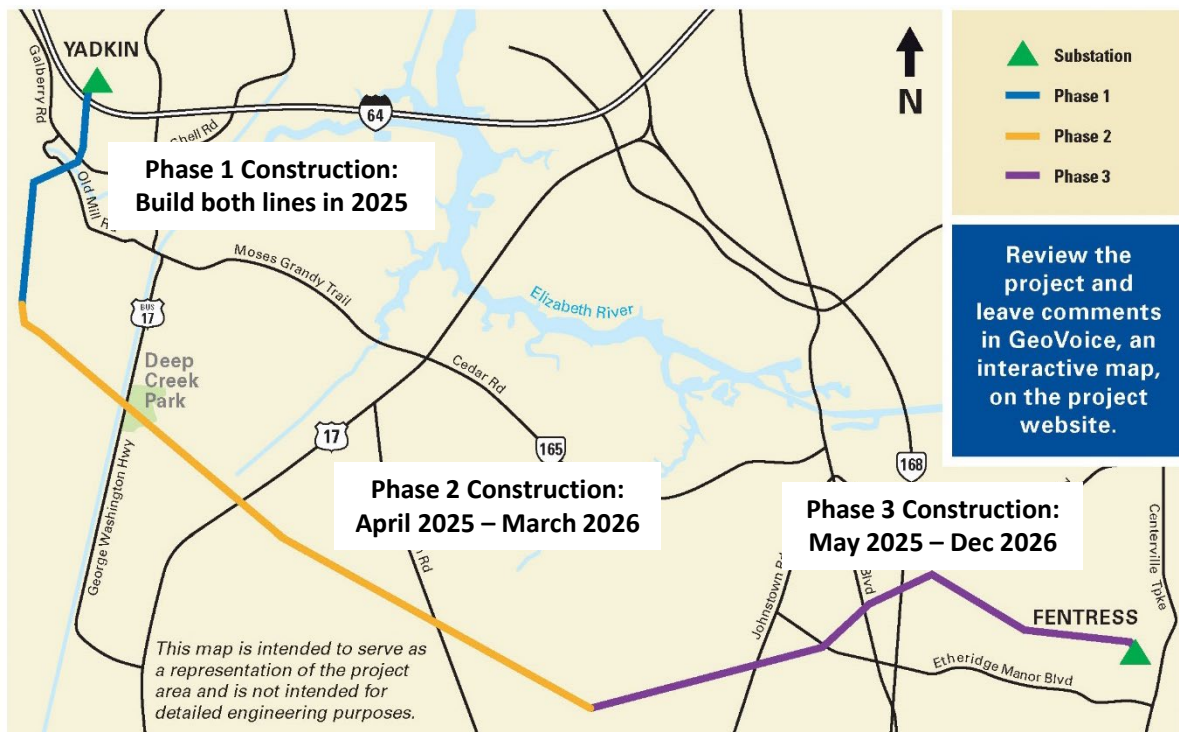 YADKIN
Galberry Rd
64
Shell Rd
Phase 1 Construction:
Build both lines in 2025
Old Mill R
Moses Grandy Trail
BUS
17
Elizabeth River
Deep
Creek
Park
Cedar Rd
17
165
168
George Washington Hwy
Phase 2 Construction:
April 2025 – March 2026
Rd
Phase 3 Construction:
May 2025 – Dec 2026
Johnstown Rd
Blvd
Centerville Tpke
FENTRESS
Etheridge Manor Blvd
This map is intended to serve as
a representation of the project
area and is not intended for
detailed engineering purposes.
N
Substation
Phase 1
Phase 2
Phase 3
Review the
project and
leave comments
in GeoVoice, an
interactive map,
on the project
website.